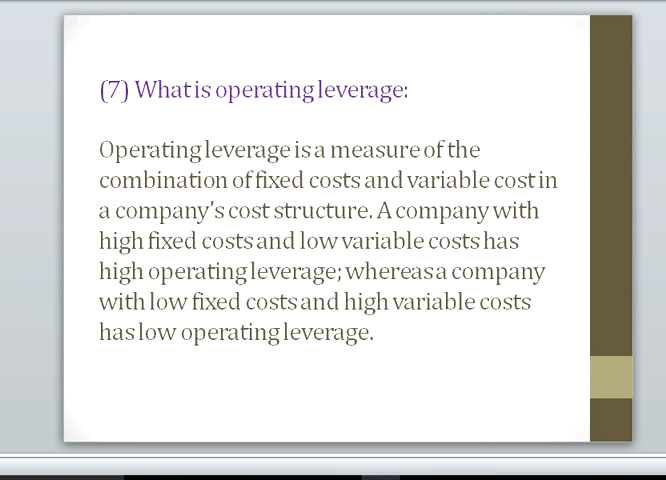 (7) What is operating leverage:
Operating leverage is a measure of the
combination of fixed costs and variable cost in
a company's cost structure. A company with
high fixed costs and low variable costs has
high operating leverage; whereas a company
with low fixed costs and high variable costs
has low operating leverage.